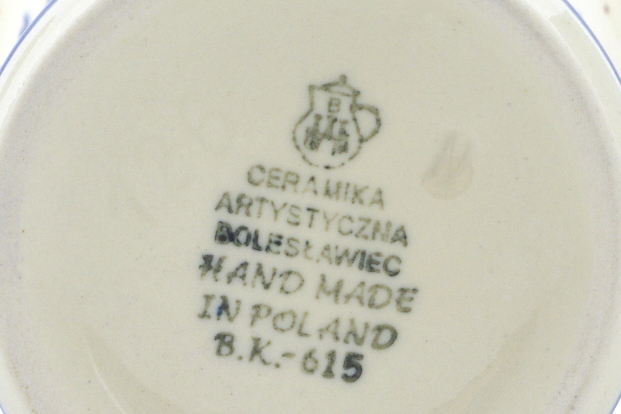 B
CERAMIKA
ARTYSTYCZNA
BOLESŁAWIEC
HAND MADE
IN POLAND
B.K.-615